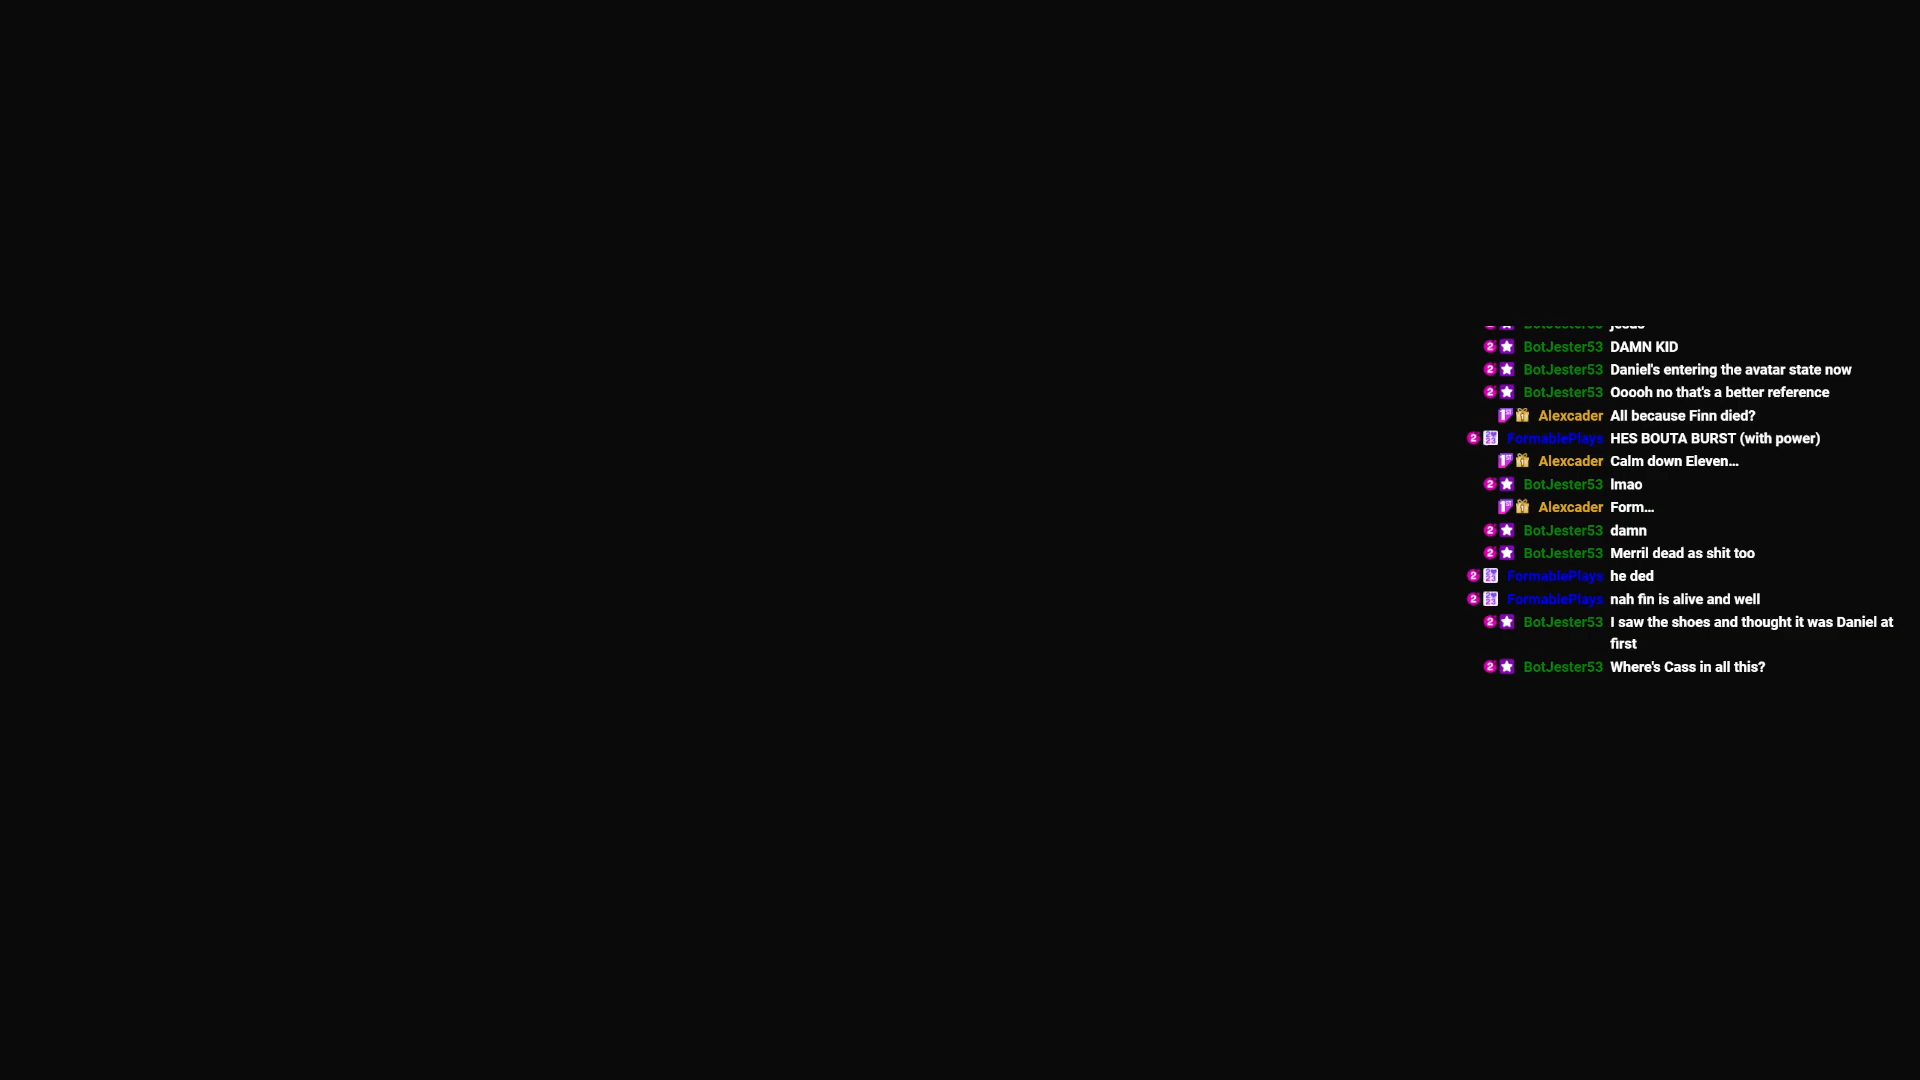 BotJester53 jesus
BotJester53 DAMN KID
BotJester53 Daniel's entering the avatar state now
BotJester53 Ooooh no that's a better reference
Alexcader All because Finn died?
FormablePlays HES BOUTA BURST (with power)
Alexcader Calm down Eleven...
BotJester53 lmao
Alexcader Form...
BotJester53 damn
BotJester53 Merril dead as shit too
FormablePlays he ded
FormablePlays nah fin is alive and well
BotJester53 I saw the shoes and thought it was Daniel at
first
BotJester53 Where's Cass in all this?